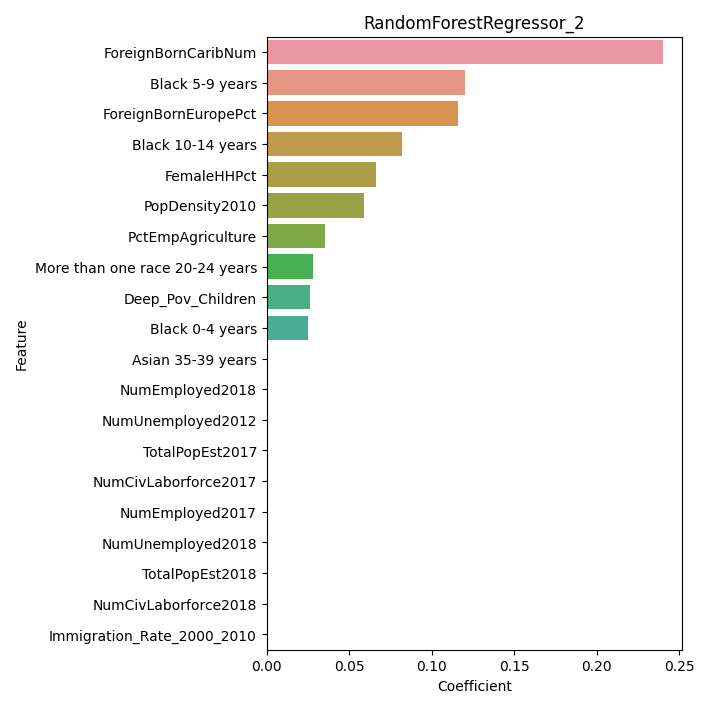 RandomForestRegressor_2
ForeignBornCaribNum
Black 5-9 years
ForeignBornEuropePct
Black 10-14 years
FemaleHHPct
PopDensity2010
PctEmpAgriculture
More than one race 20-24 years
Deep_Pov_Children
Black 0-4 years
Asian 35-39 years
NumEmployed2018
NumUnemployed2012
TotalPopEst2017
NumCivLaborforce2017
NumEmployed2017
NumUnemployed2018
TotalPopEst2018
NumCivLaborforce2018
Immigration_Rate_2000_2010
Feature
0.00 0.05 0.10 0.15 0.20 0.25
Coefficient